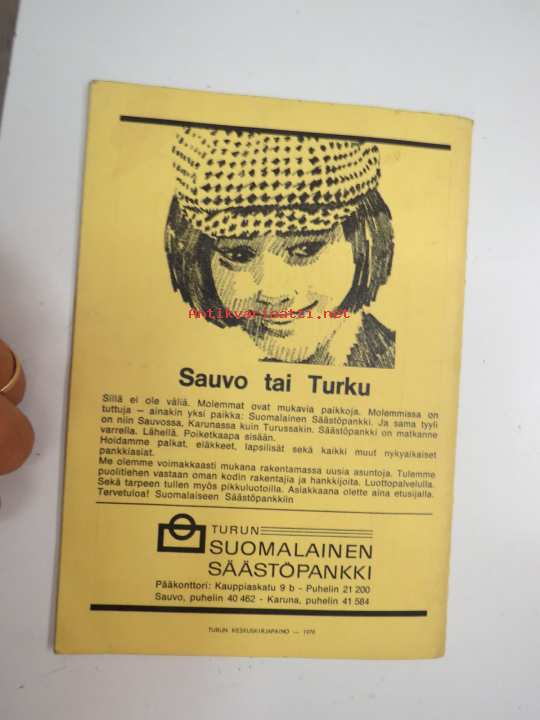 Antikvariaatti.net
Sauvo tai Turku
Sillä ei ole väliä. Molemmat ovat mukavia paikkoja. Molemmissa on
tuttuja — ainakin yksi paikka: Suomalainen Säästöpankki. Ja sama tyyli
on niin Sauvossa, Karunassa kuin Turussakin. Säästöpankki on matkanne
varrella. Lähellä. Poiketkaapa sisään.
Hoidamme palkat, eläkkeet, lapsilisät sekä kaikki muut nykyaikaiset
pankkiasiat.
Me olemme voimakkaasti mukana rakentamassa uusia asuntoja. Tulemme
puolitiehen vastaan oman kodin rakentajia ja hankkijoita. Luottopalvelulla.
Sekä tarpeen tullen myös pikkuluotoilla. Asiakkaana olette aina etusijalla.
Tervetuloa! Suomalaiseen Säästöpankkiin
TURUN
SUOMALAINEN
SÄÄSTÖPANKKI
Pääkonttori: Kauppiaskatu 9 b - Puhelin 21 200
Sauvo, puhelin 40 462 - Karuna, puhelin 41 584
TURUN KESKUSKIRJAPAINO — 1970